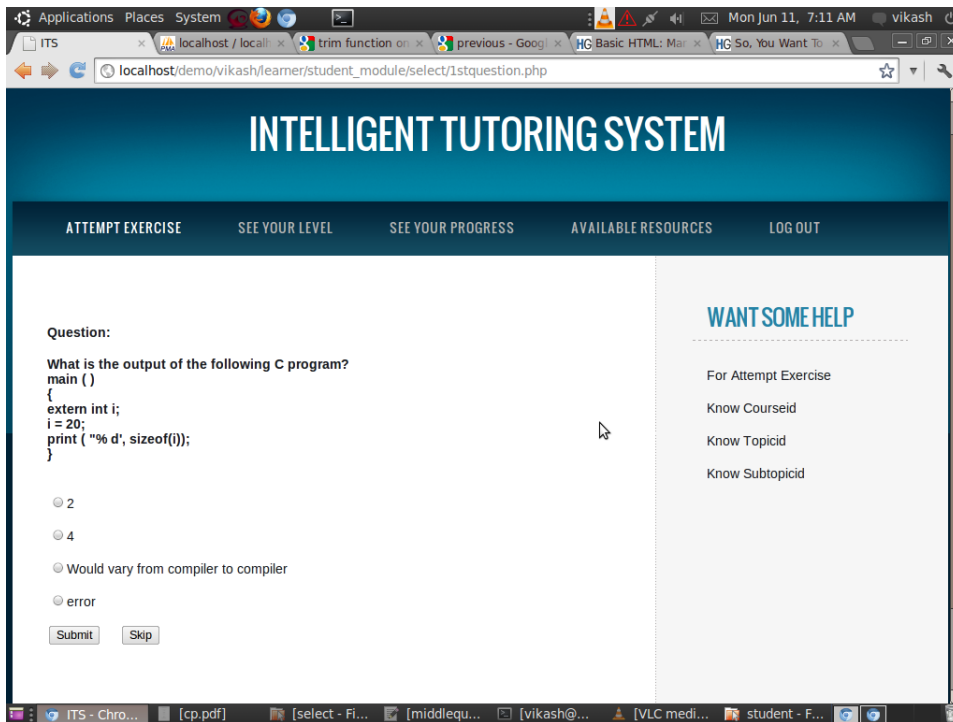 Applications Places System Mon Jun 11, 7:11 AM vikash
ITS localhost / localh trim function on previous - Googl HG Basic HTML: Mar HG So, You Want To
localhost/demo/vikash/learner/student_module/select/1stquestion.php
INTELLIGENT TUTORING SYSTEM
ATTEMPT EXERCISE SEE YOUR LEVEL SEE YOUR PROGRESS AVAILABLE RESOURCES LOG OUT
Question:
What is the output of the following C program?
main ( )
{
extern int i;
i = 20;
print ( "% d', sizeof(i));
}
2
4
Would vary from compiler to compiler
error
Submit Skip
WANT SOME HELP
For Attempt Exercise
Know Courseid
Know Topicid
Know Subtopicid
ITS - Chro... [cp.pdf] [select - Fi... [middlequ... [vikash@... [VLC medi... student - F...